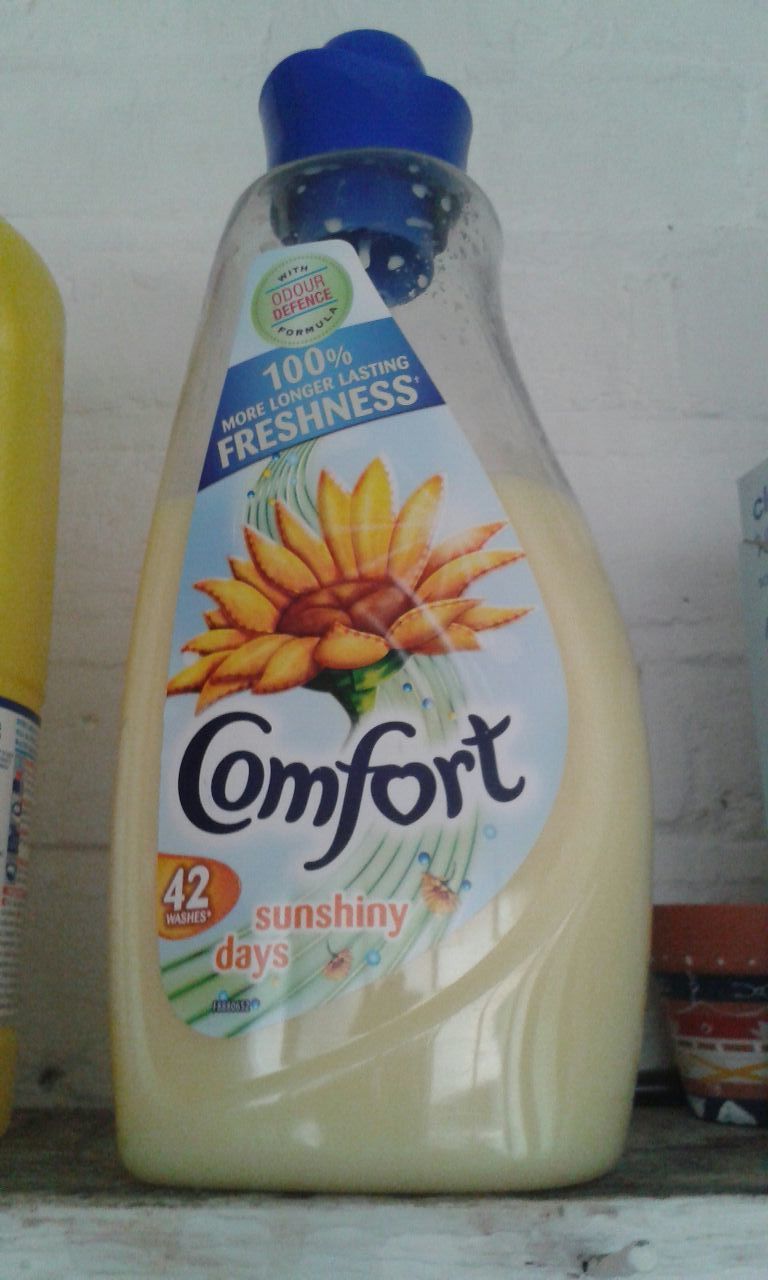 WITH
ODOUR
DEFENCE
FORMULA
100%
MORE LONGER LASTING
FRESHNESS†
Comfort
42
WASHES*
sunshiny
days